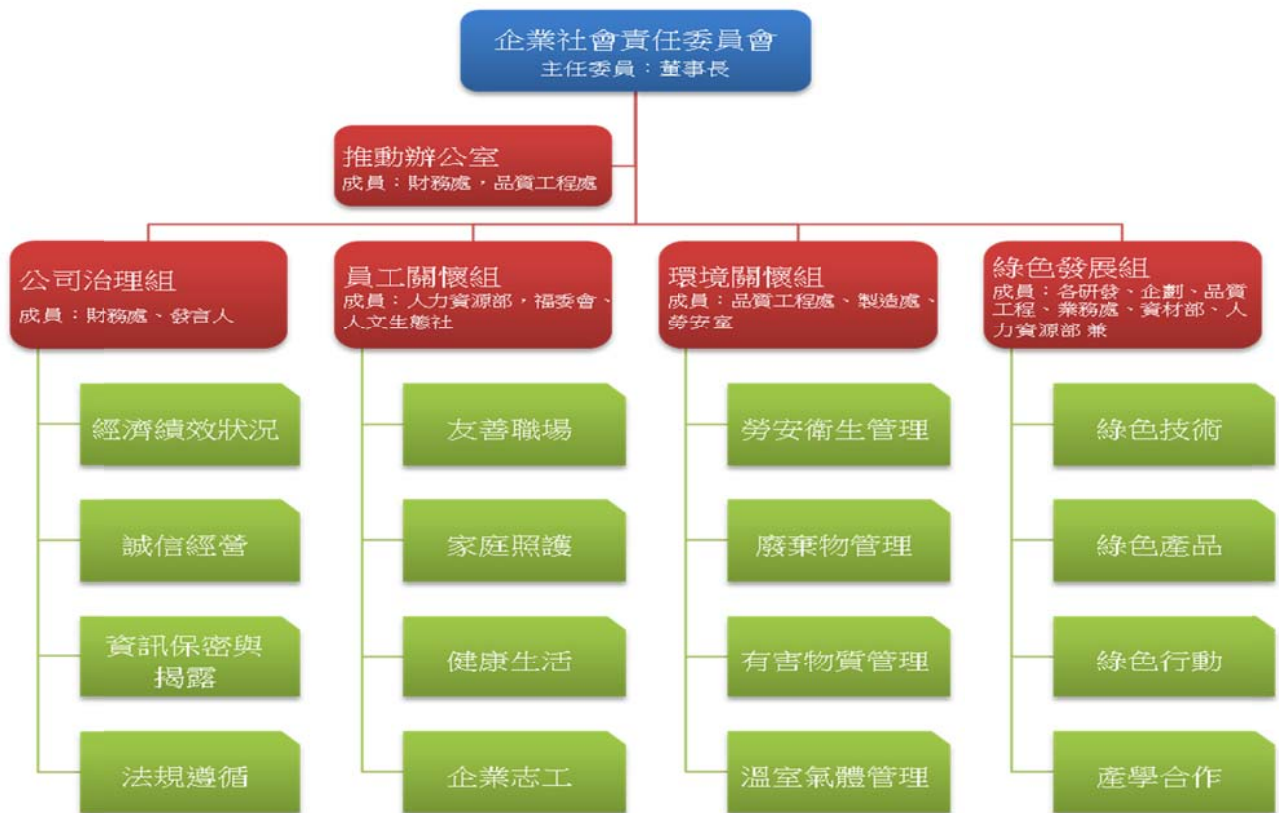 企業社會責任委員會
主任委員：董事長
推動辦公室
成員：財務處，品質工程處
公司治理組
成員：財務處、發言人
員工關懷組
成員：人力資源部，福委會、
人文生態社
環境關懷組
成員：品質工程處、製造處、
勞安室
綠色發展組
成員：各研發、企劃、品質
工程、業務處、資材部、人
力資源部 兼
經濟績效狀況
誠信經營
資訊保密與
揭露
法規遵循
友善職場
家庭照護
健康生活
企業志工
勞安衛生管理
廢棄物管理
有害物質管理
溫室氣體管理
綠色技術
綠色產品
綠色行動
產學合作